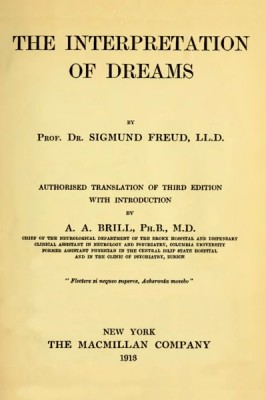 THE INTERPRETATION
OF DREAMS
BY
PROF. DR. SIGMUND FREUD, LL.D.
AUTHORISED TRANSLATION OF THIRD EDITION
WITH INTRODUCTION
BY
A. A. BRILL, PH.B., M.D.
CHIEF OF THE NEUROLOGICAL DEPARTMENT OF THE BRONX HOSPITAL AND DISPENSARY
CLINICAL ASSISTANT IN NEUROLOGY AND PSYCHIATRY, COLUMBIA UNIVERSITY
FORMER ASSISTANT PHYSICIAN IN THE CENTRAL ISLIP STATE HOSPITAL
AND IN THE CLINIC OF PSYCHIATRY, ZURICH
"Flectere si nequeo superos, Acheronta movebo"
NEW YORK
THE MACMILLAN COMPANY
1913